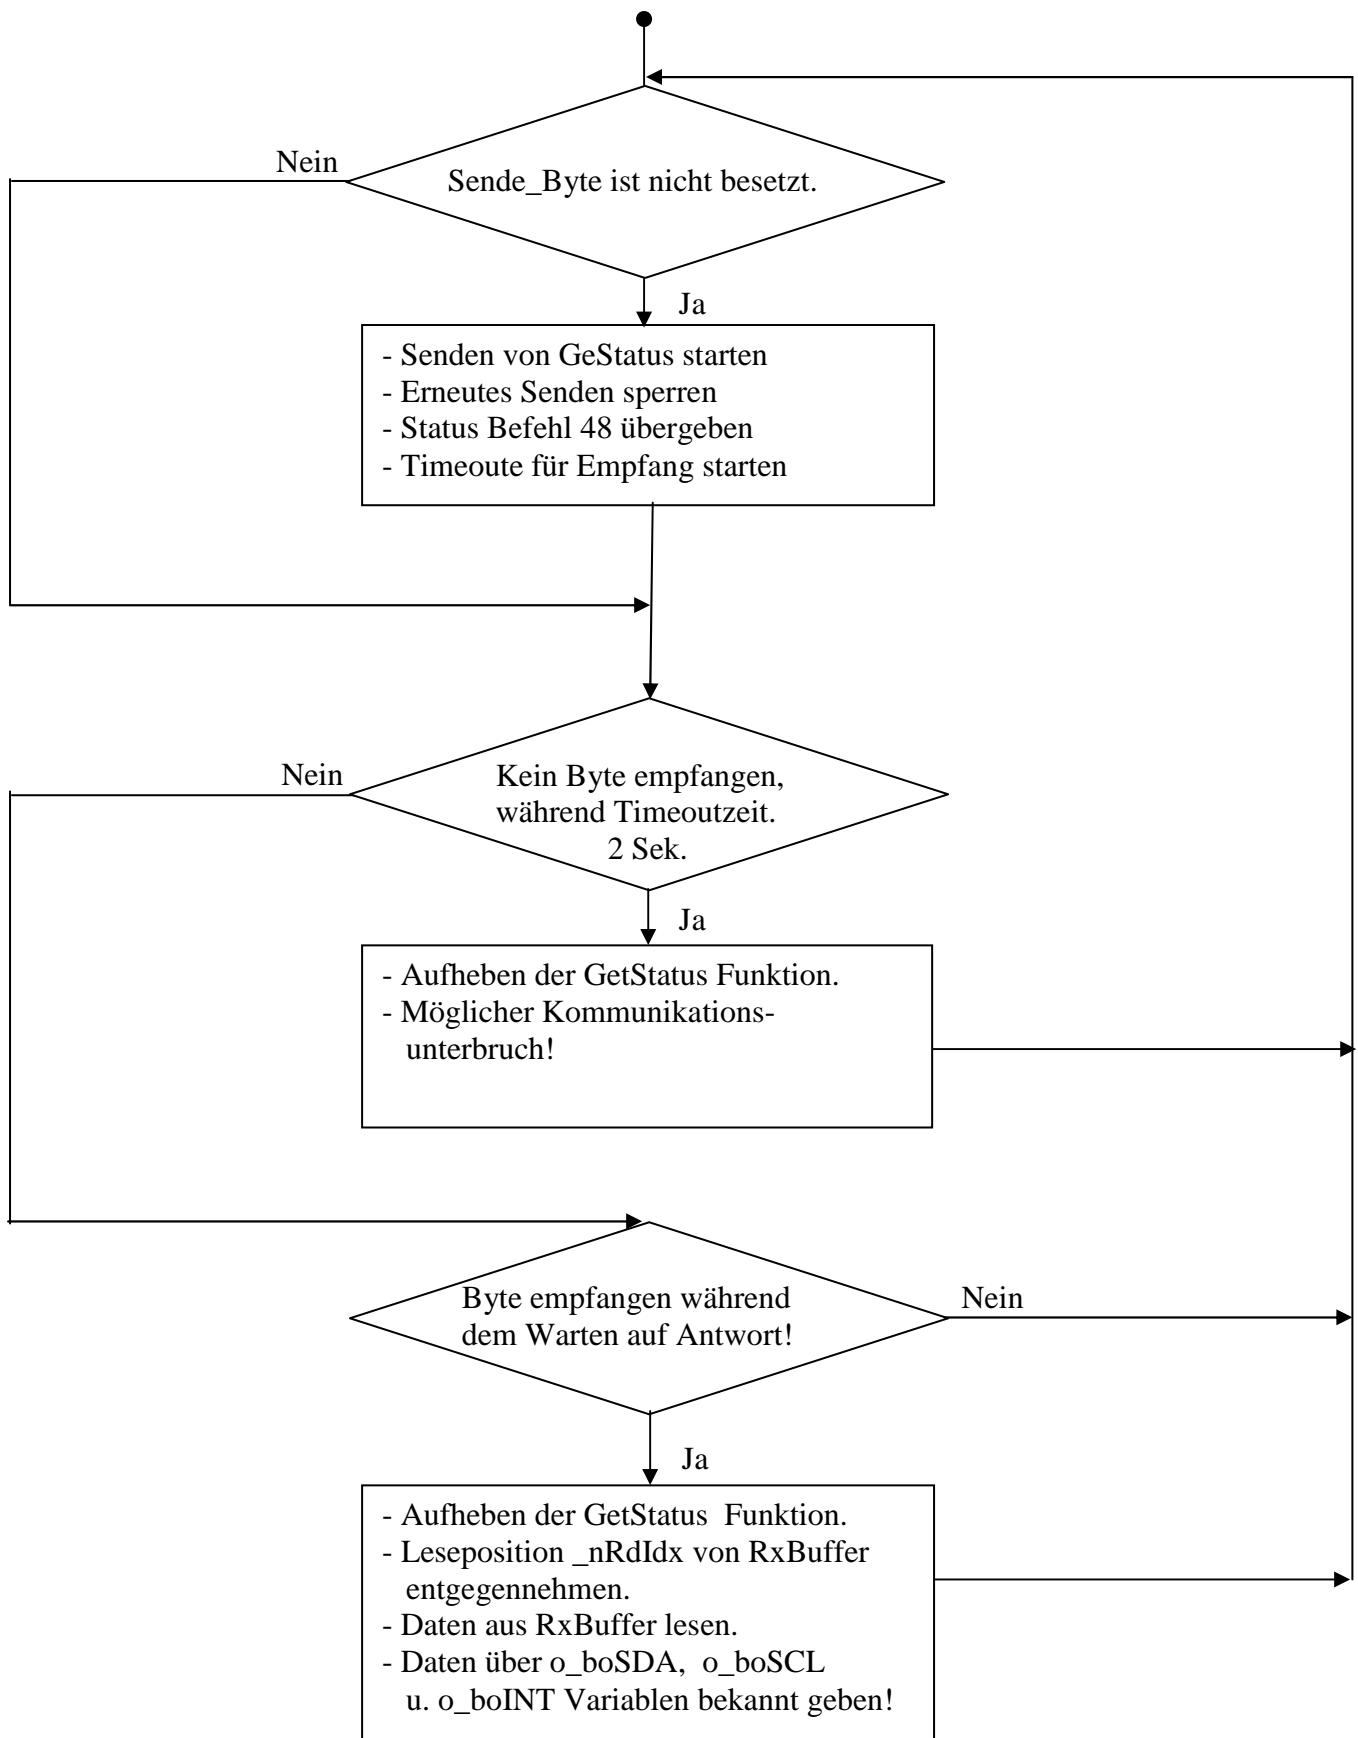 Nein
Sende_Byte ist nicht besetzt.
Ja
- Senden von GeStatus starten
- Erneutes Senden sperren
- Status Befehl 48 übergeben
- Timeoute für Empfang starten
Nein
Kein Byte empfangen,
während Timeoutzeit.
2 Sek.
Ja
- Aufheben der GetStatus Funktion.
- Möglicher Kommunikations-
unterbruch!
Byte empfangen während
dem Warten auf Antwort!
Nein
Ja
- Aufheben der GetStatus  Funktion.
- Leseposition _nRdIdx von RxBuffer
entgegennehmen.
- Daten aus RxBuffer lesen.
- Daten über o_boSDA,  o_boSCL
u. o_boINT Variablen bekannt geben!